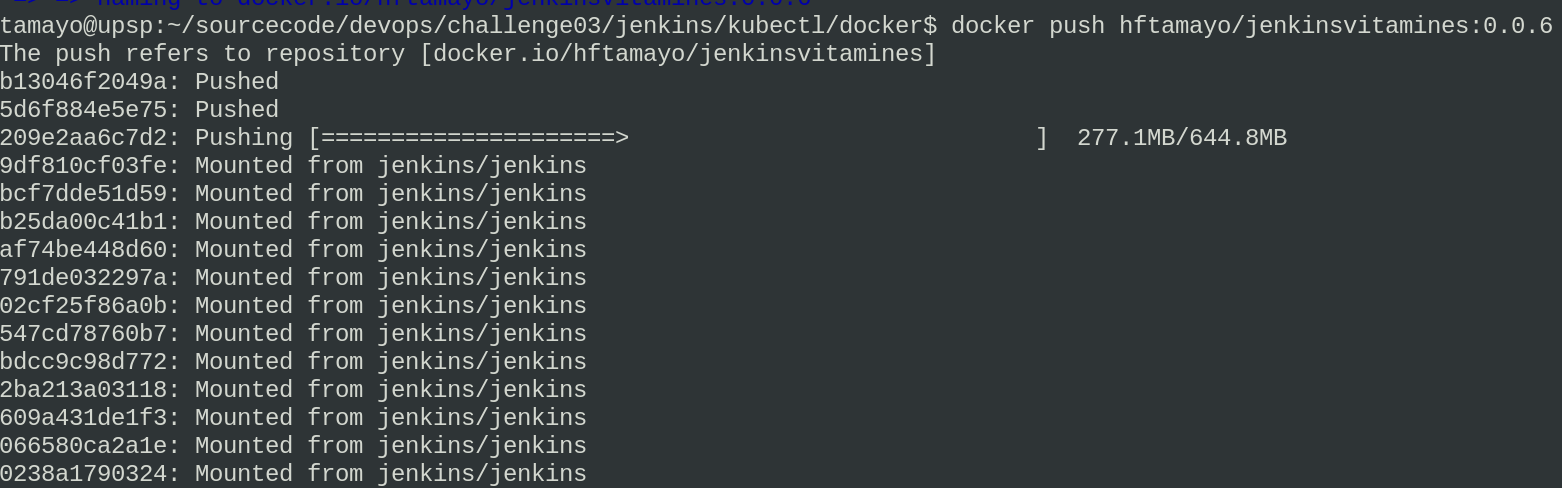 => => naming to docker.io/hftamayo/jenkinsvitamines:0.0.6
tamayo@upsp:~/sourcecode/devops/challenge03/jenkins/kubectl/docker$ docker push hftamayo/jenkinsvitamines:0.0.6
The push refers to repository [docker.io/hftamayo/jenkinsvitamines]
b13046f2049a: Pushed
5d6f884e5e75: Pushed
209e2aa6c7d2: Pushing [=====================>                             ]  277.1MB/644.8MB
9df810cf03fe: Mounted from jenkins/jenkins
bcf7dde51d59: Mounted from jenkins/jenkins
b25da00c41b1: Mounted from jenkins/jenkins
af74be448d60: Mounted from jenkins/jenkins
791de032297a: Mounted from jenkins/jenkins
02cf25f86a0b: Mounted from jenkins/jenkins
547cd78760b7: Mounted from jenkins/jenkins
bdcc9c98d772: Mounted from jenkins/jenkins
2ba213a03118: Mounted from jenkins/jenkins
609a431de1f3: Mounted from jenkins/jenkins
066580ca2a1e: Mounted from jenkins/jenkins
0238a1790324: Mounted from jenkins/jenkins